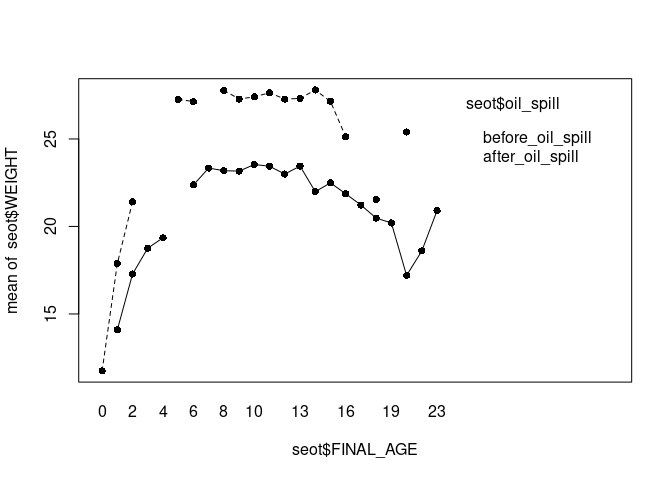 seot$oil_spill
before_oil_spill
after_oil_spill
mean of seot$WEIGHT
25
20
15
0 2 4 6 8 10 13 16 19 23
seot$FINAL_AGE